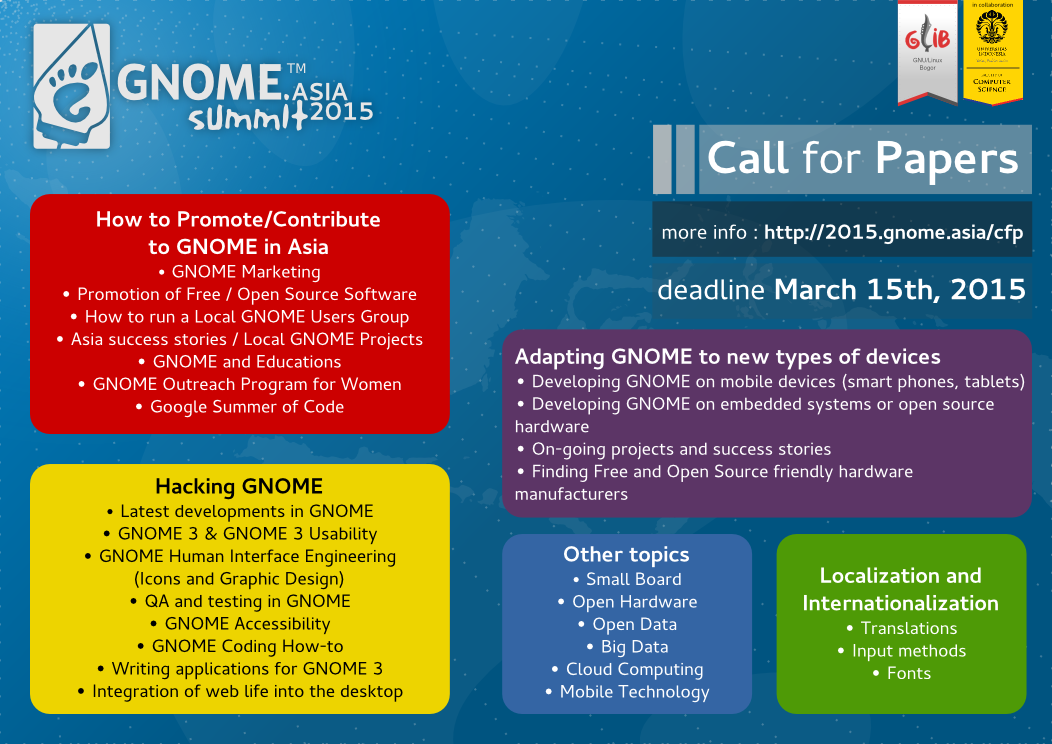 GNOME.ASIA™
summit 2015
in collaboration
GLiB
GNU/Linux
Bogor
UNIVERSITAS
INDONESIA
FACULTY OF
COMPUTER
SCIENCE
Call for Papers
more info : http://2015.gnome.asia/cfp
deadline March 15th, 2015
How to Promote/Contribute
to GNOME in Asia
• GNOME Marketing
• Promotion of Free / Open Source Software
• How to run a Local GNOME Users Group
• Asia success stories / Local GNOME Projects
• GNOME and Educations
• GNOME Outreach Program for Women
• Google Summer of Code
Hacking GNOME
• Latest developments in GNOME
• GNOME 3 & GNOME 3 Usability
• GNOME Human Interface Engineering
(Icons and Graphic Design)
• QA and testing in GNOME
• GNOME Accessibility
• GNOME Coding How-to
• Writing applications for GNOME 3
• Integration of web life into the desktop
Adapting GNOME to new types of devices
• Developing GNOME on mobile devices (smart phones, tablets)
• Developing GNOME on embedded systems or open source
hardware
• On-going projects and success stories
• Finding Free and Open Source friendly hardware
manufacturers
Other topics
• Small Board
• Open Hardware
• Open Data
• Big Data
• Cloud Computing
• Mobile Technology
Localization and
Internationalization
• Translations
• Input methods
• Fonts